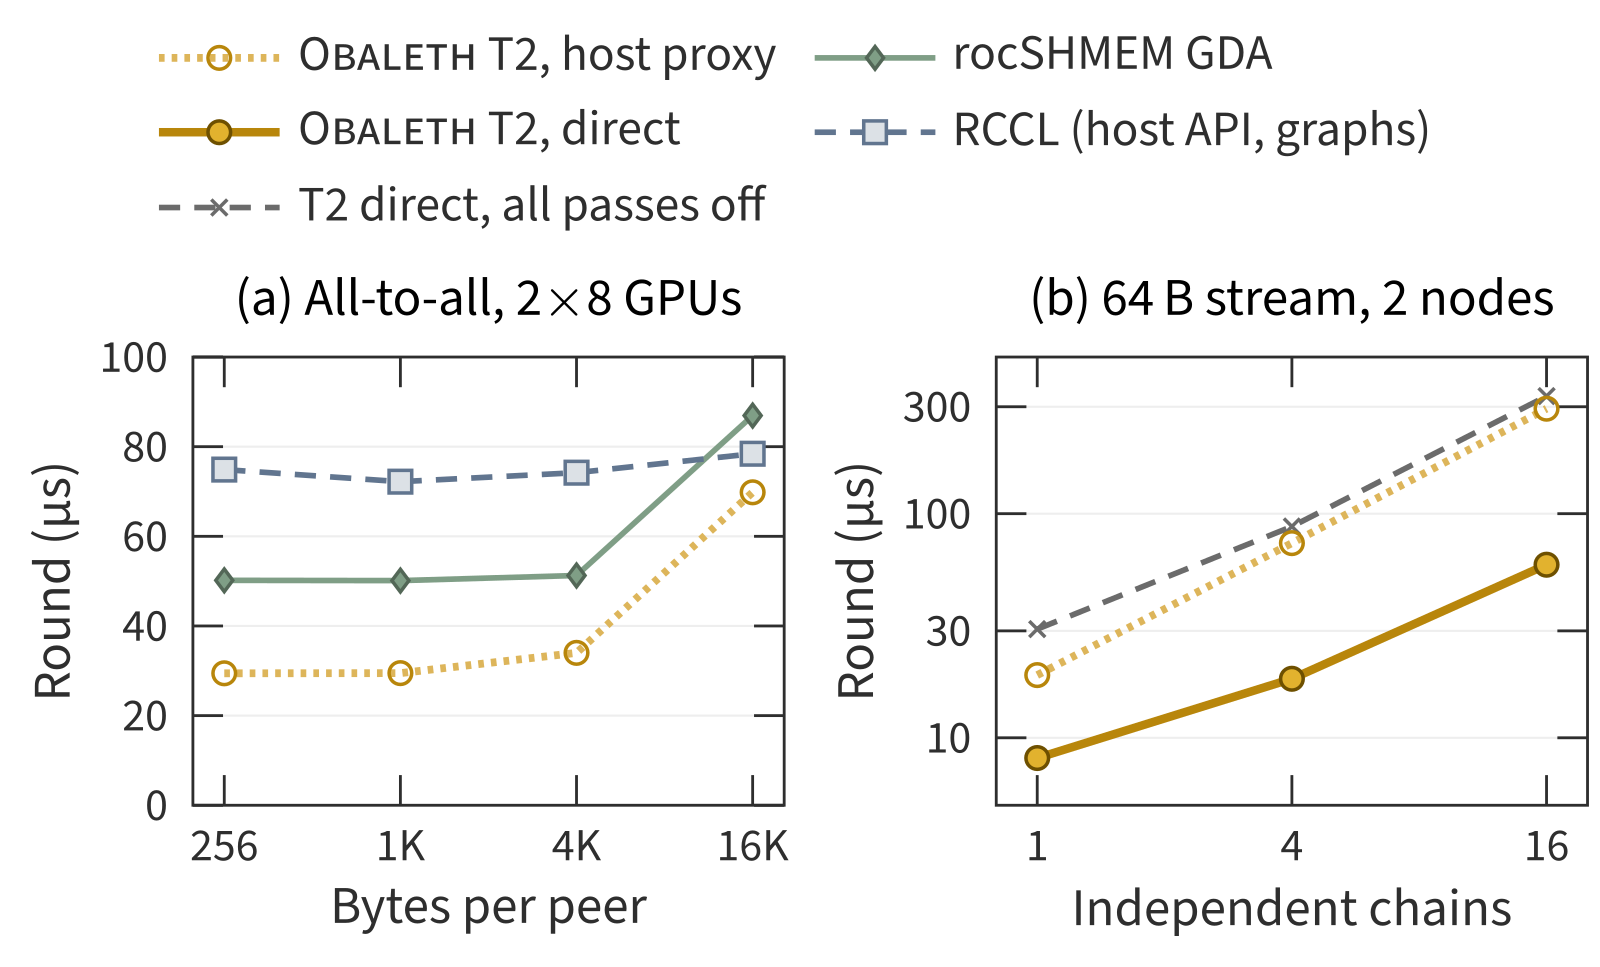 OBALETH T2, host proxy
rocSHMEM GDA
OBALETH T2, direct
RCCL (host API, graphs)
T2 direct, all passes off
(a) All-to-all, 2×8 GPUs
(b) 64 B stream, 2 nodes
Round (µs)
100
80
60
40
20
0
256 1K 4K 16K
Bytes per peer
Round (µs)
300
100
30
10
1 4 16
Independent chains